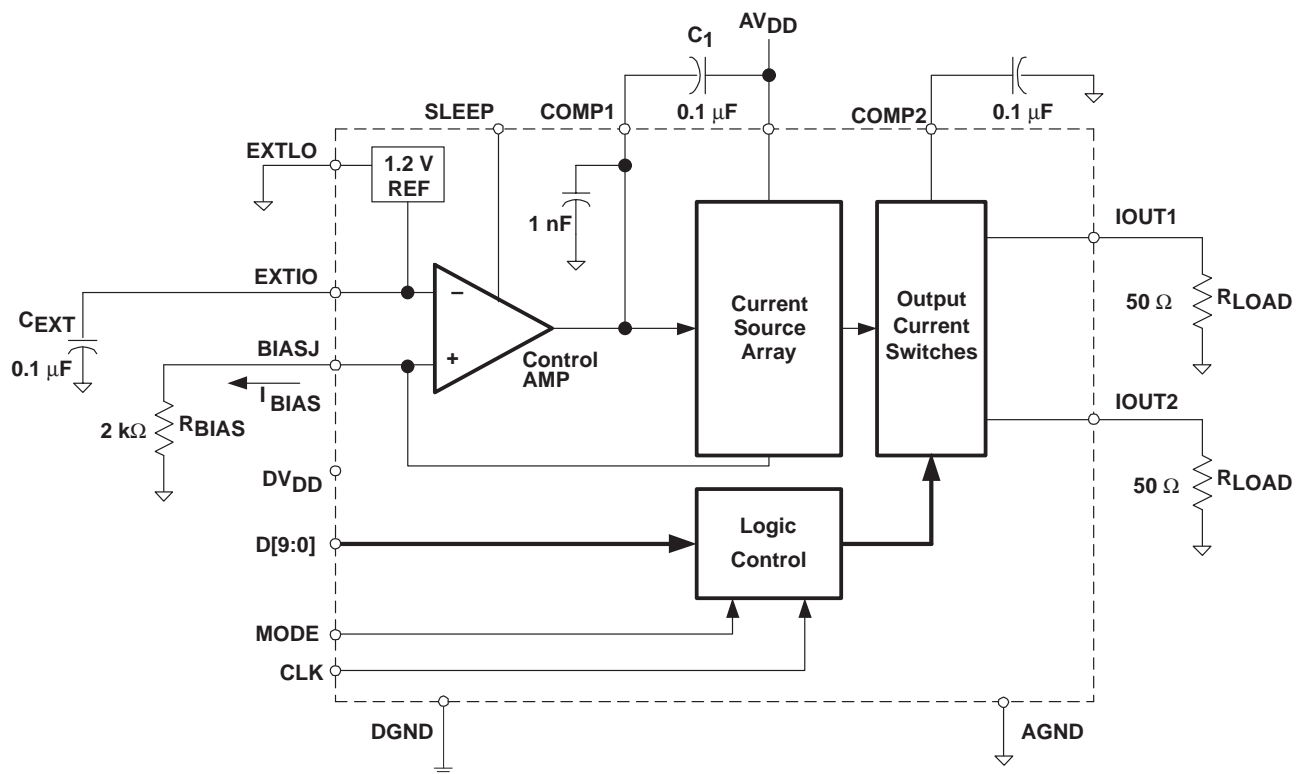 AVDD
C1
0.1 μF
0.1 μF
SLEEP
COMP1
COMP2
EXTLO
1.2 V
REF
1 nF
IOUT1
EXTIO
−
50 Ω
RLOAD
CEXT
0.1 μF
Current
Source
Array
Output
Current
Switches
BIASJ
+
Control
AMP
IBIAS
2 kΩ
RBIAS
IOUT2
DVDD
50 Ω
RLOAD
D[9:0]
Logic
Control
MODE
CLK
DGND
AGND